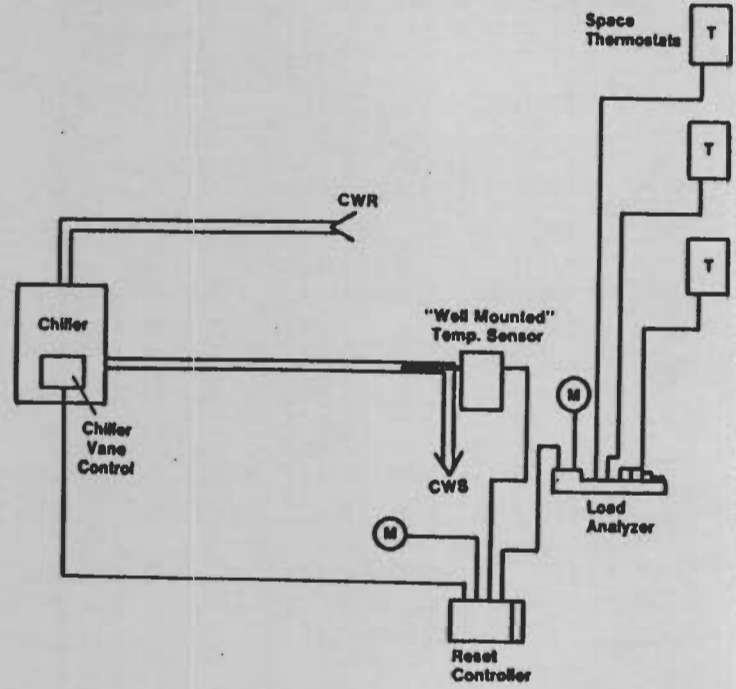 Space
Thermostats
T
T
T
CWR
Chiller
"Well Mounted"
Temp. Sensor
Chiller
Vane
Control
CWS
M
M
Load
Analyzer
Reset
Controller